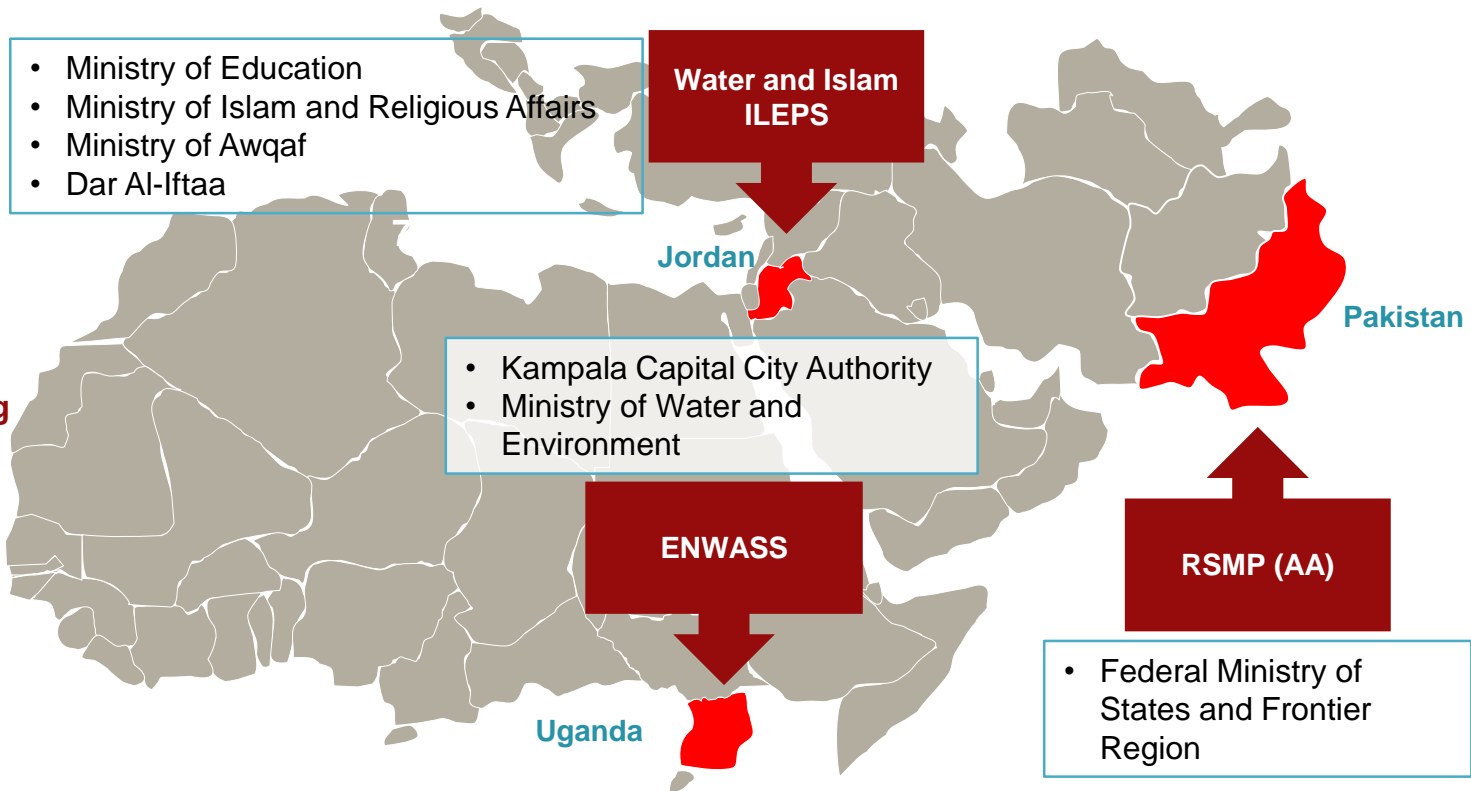 • Ministry of Education
• Ministry of Islam and Religious Affairs
• Ministry of Awqaf
• Dar Al-Iftaa
Water and Islam
ILEPS
7
Jordan
Pakistan
• Kampala Capital City Authority
• Ministry of Water and
Environment
g
ENWASS
RSMP (AA)
Uganda
• Federal Ministry of
States and Frontier
Region